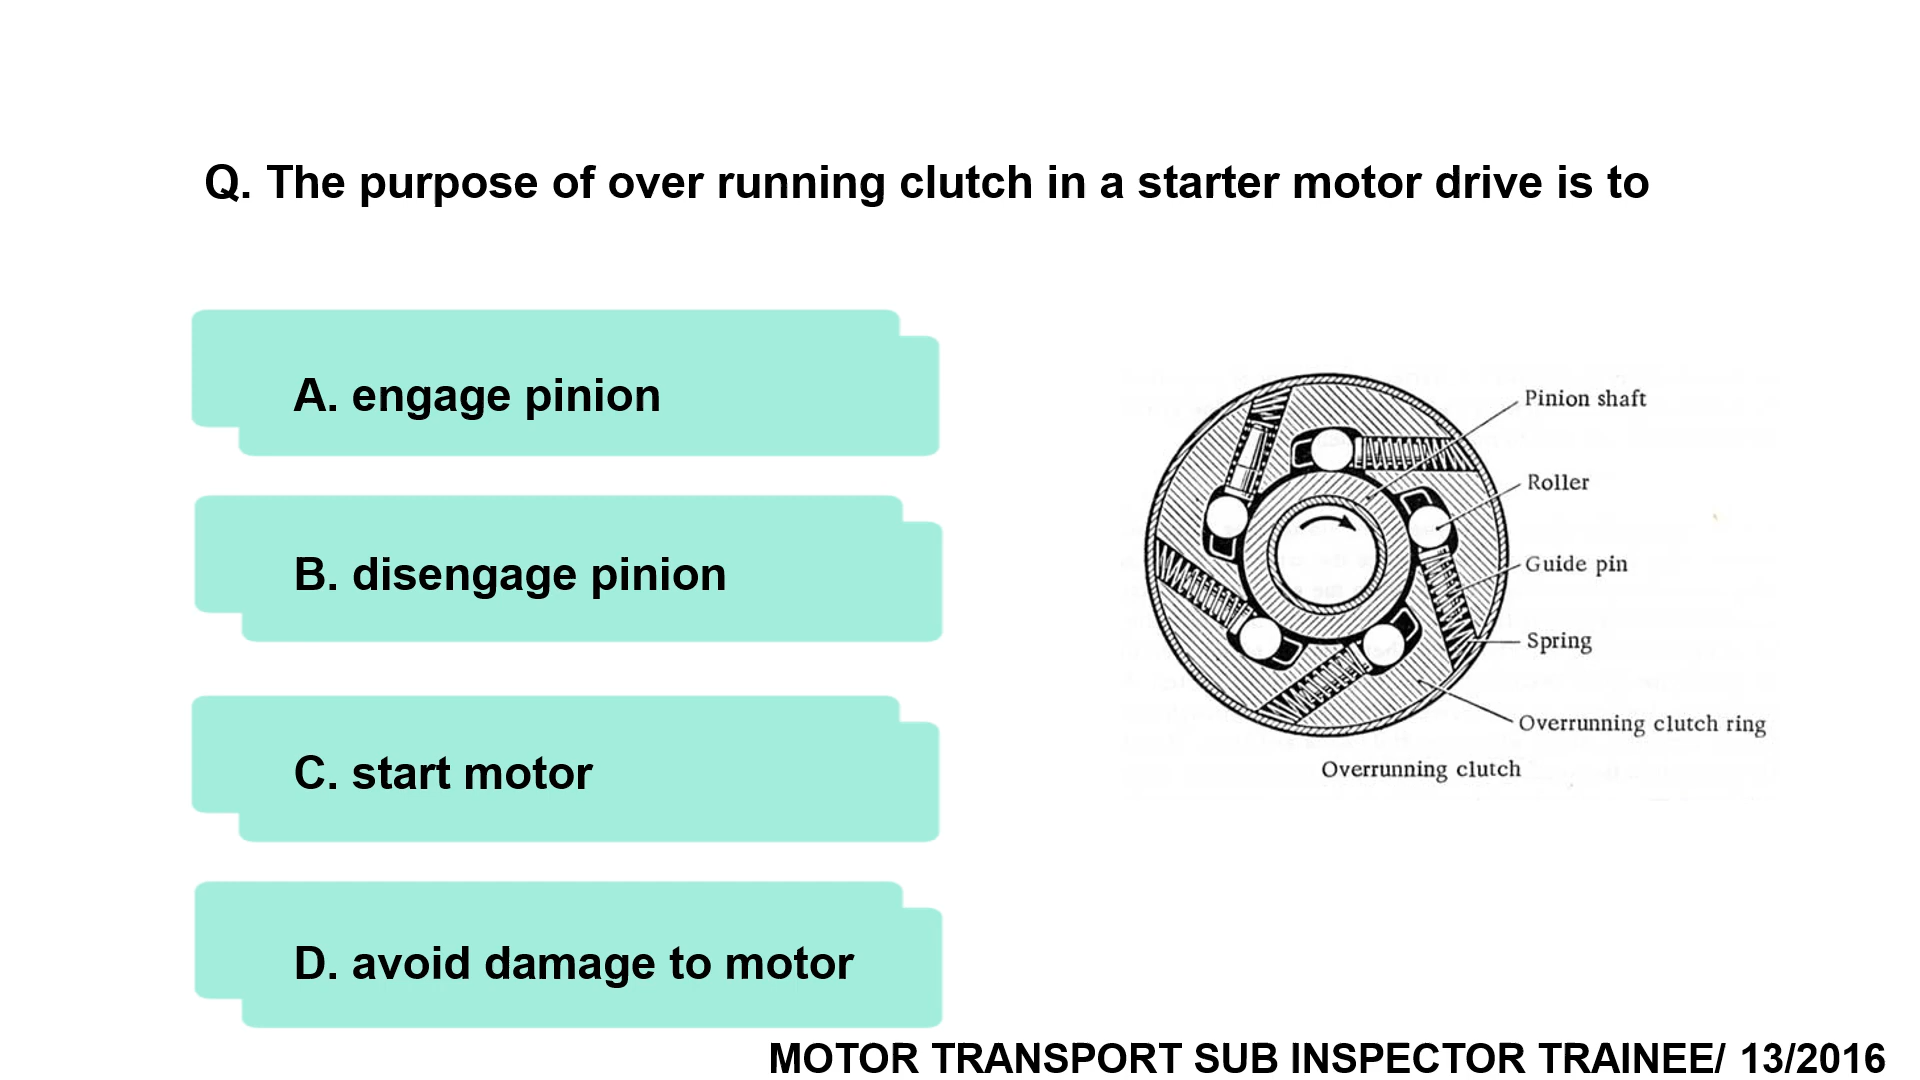 Q. The purpose of over running clutch in a starter motor drive is to
A. engage pinion
B. disengage pinion
C. start motor
D. avoid damage to motor
Pinion shaft
Roller
Guide pin
Spring
Overrunning clutch ring
Overrunning clutch
MOTOR TRANSPORT SUB INSPECTOR TRAINEE/ 13/2016